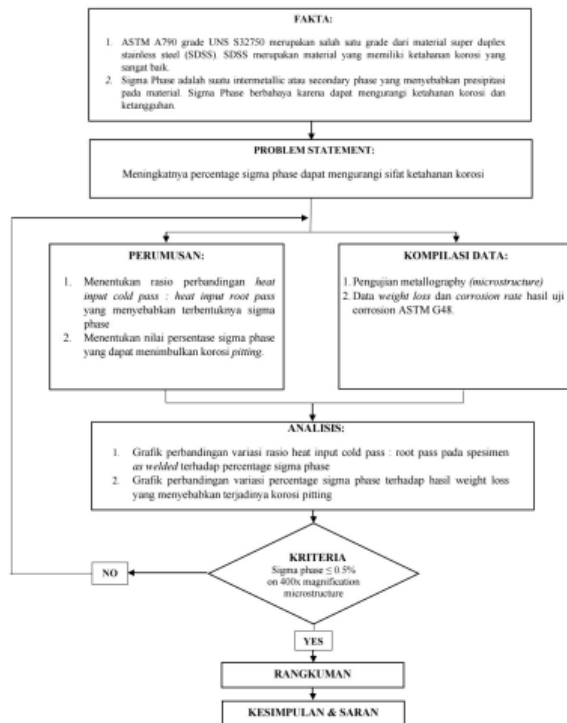 FAKTA:
1. ASTM A790 grade UNS S32750 merupakan salah satu grade dari material super duplex
stainless steel (SDSS). SDSS merupakan material yang memiliki ketahanan korosi yang
sangat baik.
2. Sigma Phase adalah suatu intermetallic atau secondary phase yang menyebabkan presipitasi
pada material. Sigma Phase berbahaya karena dapat mengurangi ketahanan korosi dan
ketangguhan.
PROBLEM STATEMENT:
Meningkatnya percentage sigma phase dapat mengurangi sifat ketahanan korosi
PERUMUSAN:
1. Menentukan rasio perbandingan heat
input cold pass : heat input root pass
yang menyebabkan terbentuknya sigma
phase
2. Menentukan nilai persentase sigma phase
yang dapat menimbulkan korosi pitting.
KOMPILASI DATA:
1. Pengujian metallography (microstructure)
2. Data weight loss dan corrosion rate hasil uji
corrosion ASTM G48.
ANALISIS:
1. Grafik perbandingan variasi rasio heat input cold pass : root pass pada spesimen
as welded terhadap percentage sigma phase
2. Grafik perbandingan variasi percentage sigma phase terhadap hasil weight loss
yang menyebabkan terjadinya korosi pitting
KRITERIA
Sigma phase ≤ 0.5%
on 400x magnification
microstructure
NO
YES
RANGKUMAN
KESIMPULAN & SARAN